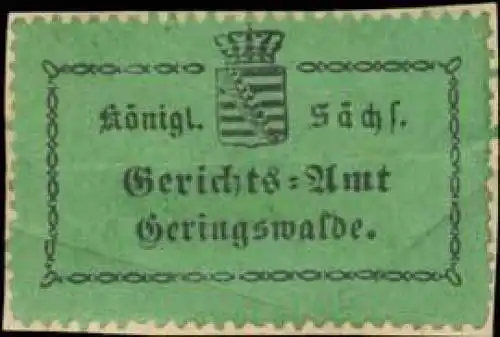 Königl. Sächs.
Gerichts=Amt
Geringswalde.